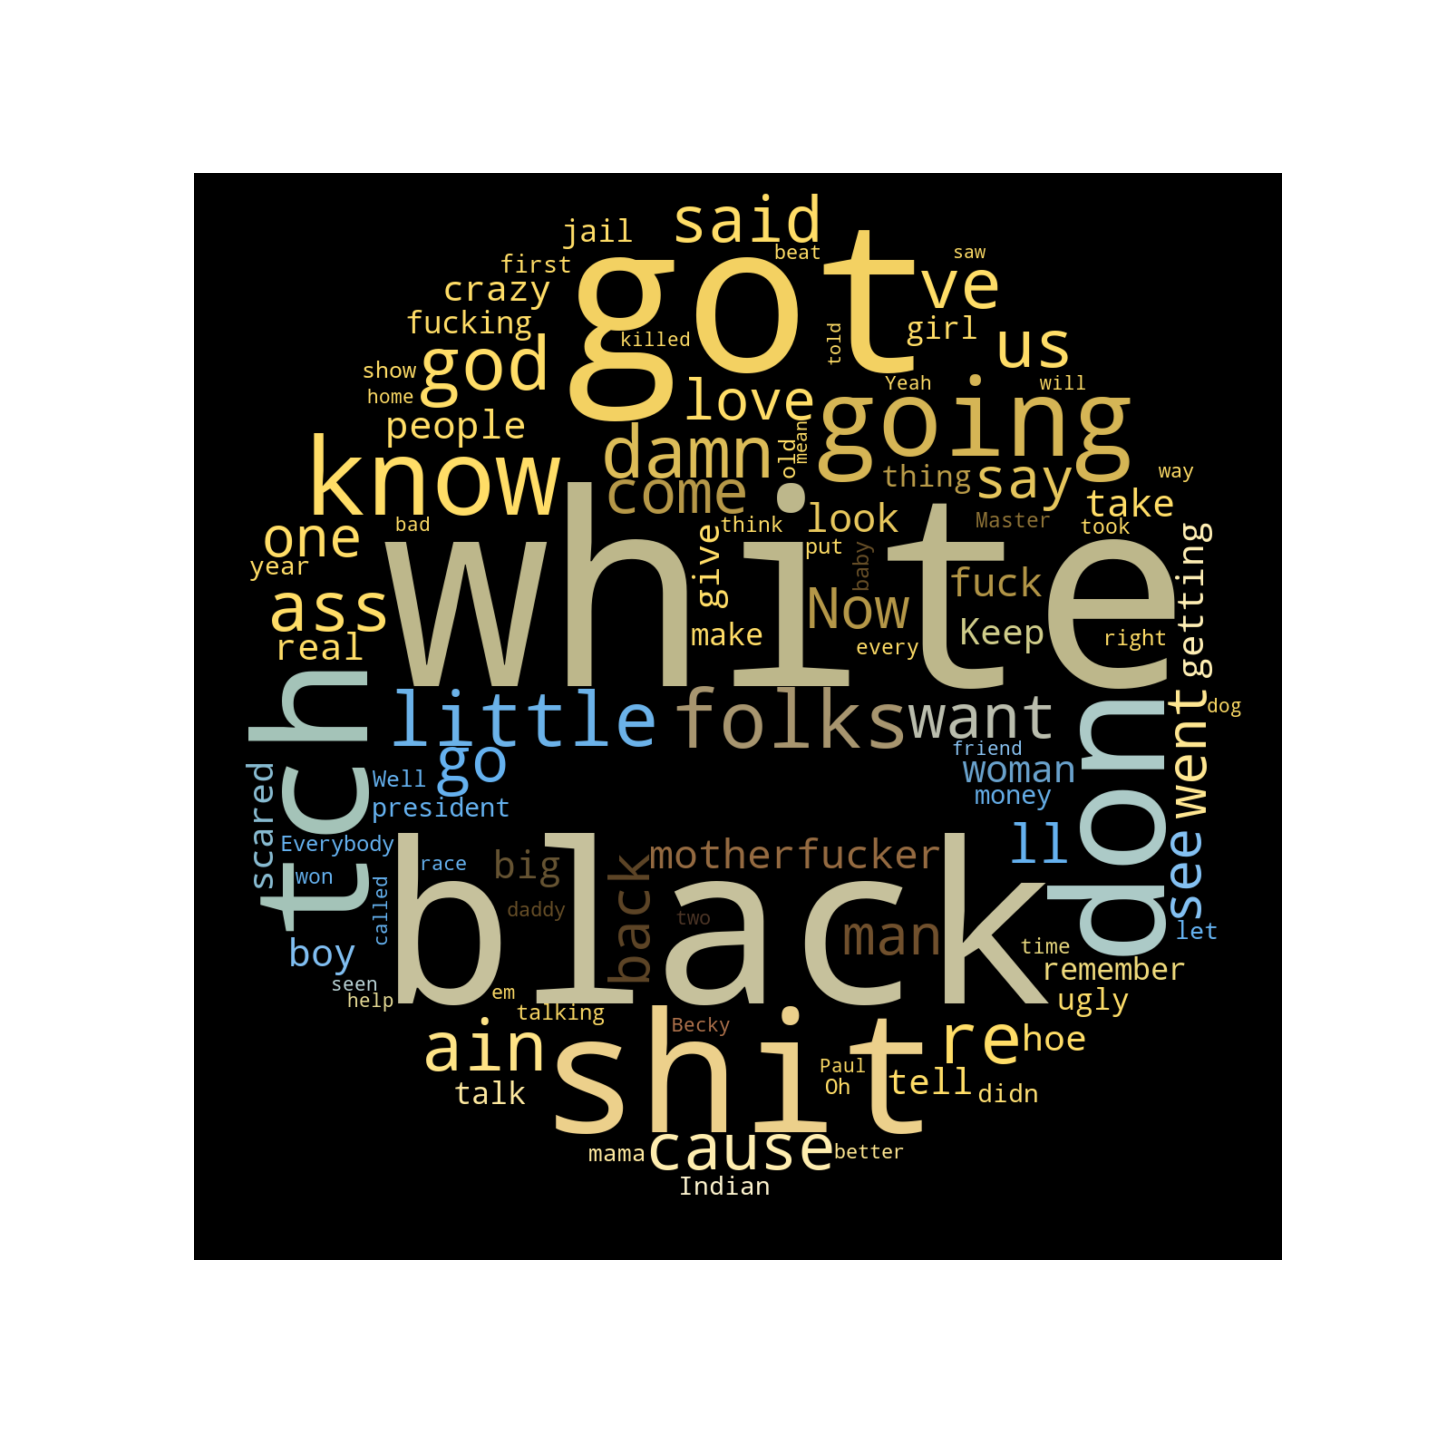 said
jail
got
beat
saw
first
crazy
ve
fucking
told
girl
us
god
killed
show
home
love
Yeah
will
going
people
damn
old
mean
know
come
thing
say
way
take
one
bad
think
look
Master
took
year
white
give
put
baby
fuck
getting
ass
Now
Keep
make
every
right
real
tch
little
folks
want
don
went
dog
go
friend
woman
scared
Well
president
money
Everybody
ll
see
race
big
motherfucker
won
called
black
daddy
back
two
man
let
boy
time
remember
seen
help
em
talking
ugly
shit
Becky
ain
re
hoe
Paul
Oh
tell
didn
talk
mama
cause
better
Indian